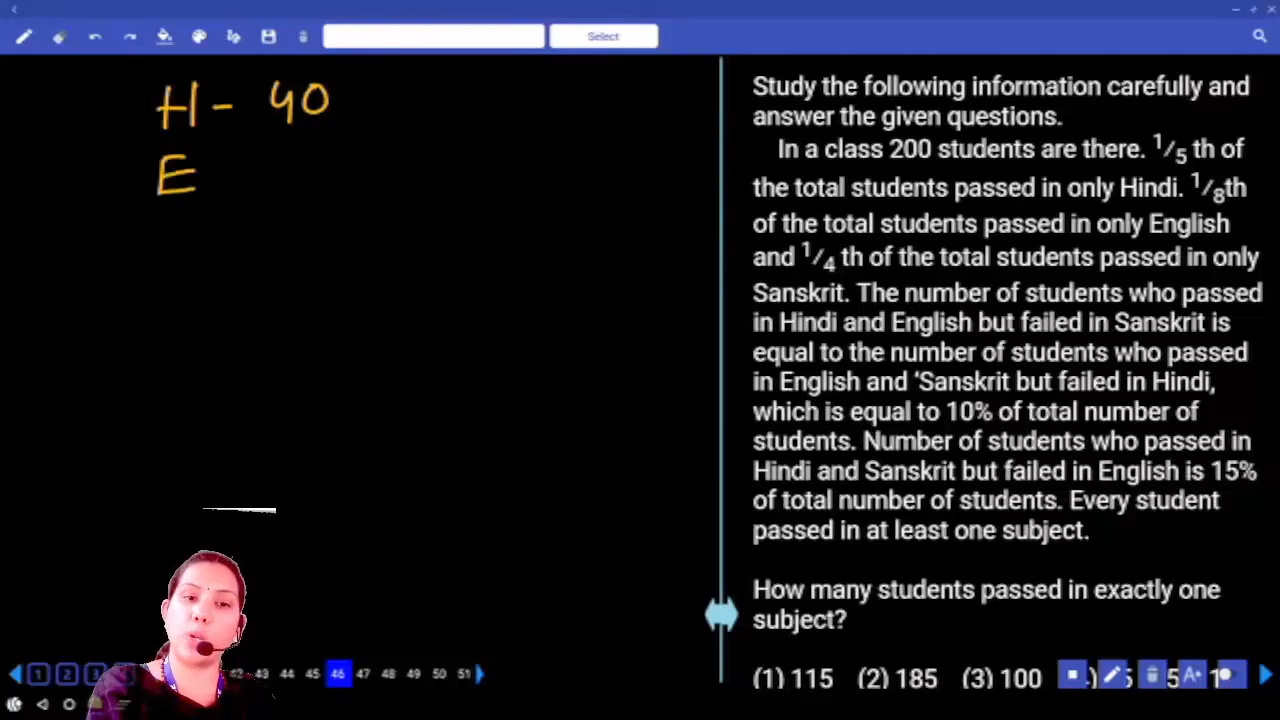 Select
H - 40
E
Study the following information carefully and
answer the given questions.
In a class 200 students are there. 1/5 th of
the total students passed in only Hindi. 1/8th
of the total students passed in only English
and 1/4 th of the total students passed in only
Sanskrit. The number of students who passed
in Hindi and English but failed in Sanskrit is
equal to the number of students who passed
in English and ‘Sanskrit but failed in Hindi,
which is equal to 10% of total number of
students. Number of students who passed in
Hindi and Sanskrit but failed in English is 15%
of total number of students. Every student
passed in at least one subject.
How many students passed in exactly one
subject?
(1) 115 (2) 185 (3) 100
1 2 3 42 43 44 45 46 47 48 49 50 51